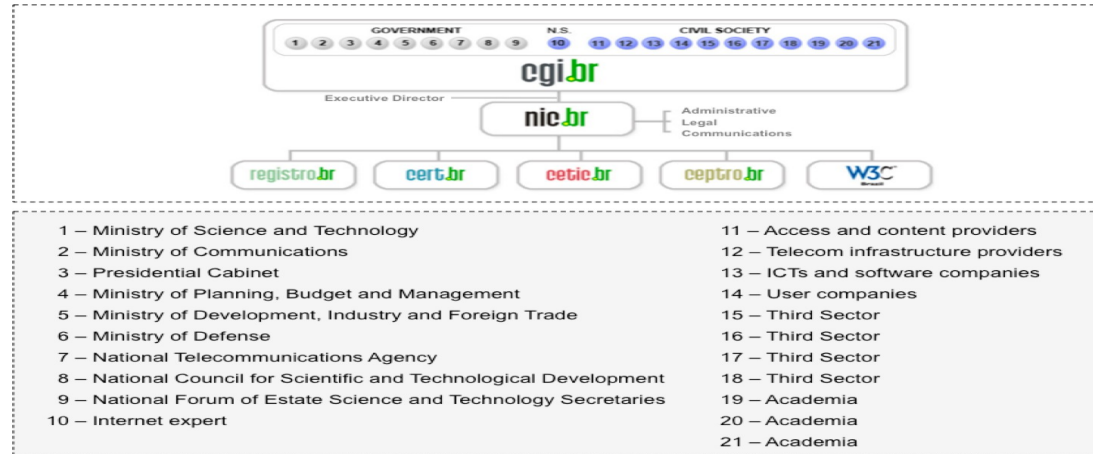 GOVERNMENT N.S. CIVIL SOCIETY
1 2 3 4 5 6 7 8 9 10 11 12 13 14 15 16 17 18 19 20 21
cgi.br
Executive Director
nic.br
Administrative
Legal
Communications
registro.br cert.br cetic.br ceptro.br W3C Brasil
1 – Ministry of Science and Technology
2 – Ministry of Communications
3 – Presidential Cabinet
4 – Ministry of Planning, Budget and Management
5 – Ministry of Development, Industry and Foreign Trade
6 – Ministry of Defense
7 – National Telecommunications Agency
8 – National Council for Scientific and Technological Development
9 – National Forum of Estate Science and Technology Secretaries
10 – Internet expert
11 – Access and content providers
12 – Telecom infrastructure providers
13 – ICTs and software companies
14 – User companies
15 – Third Sector
16 – Third Sector
17 – Third Sector
18 – Third Sector
19 – Academia
20 – Academia
21 – Academia